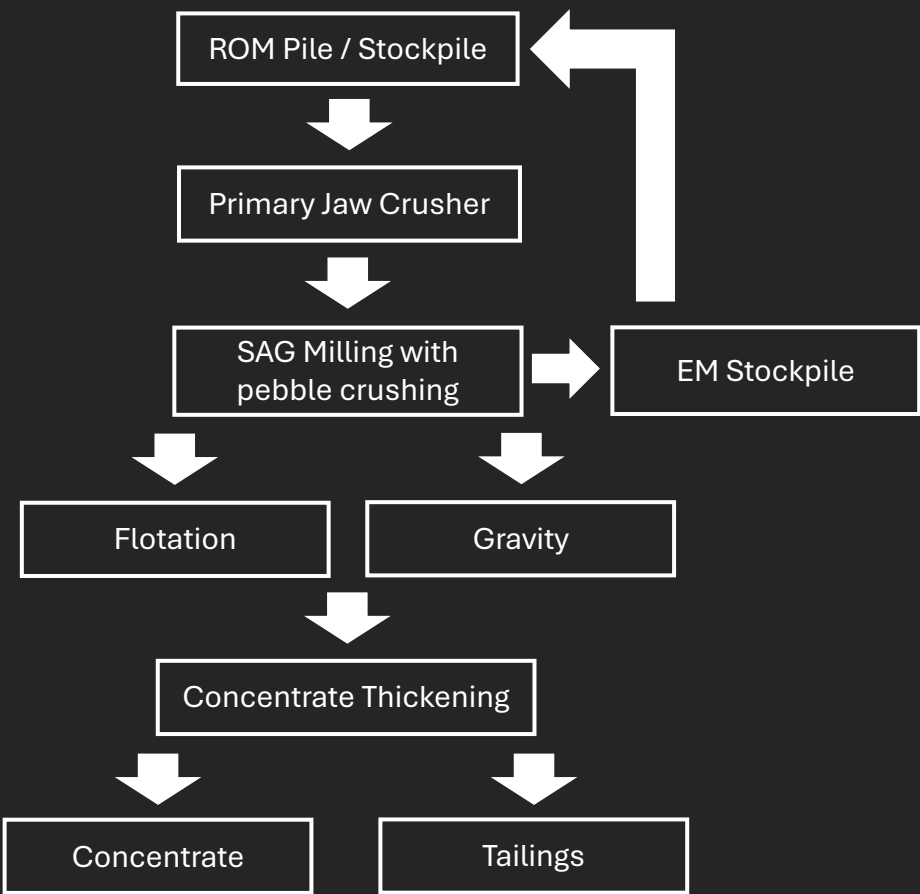 ROM Pile / Stockpile
Primary Jaw Crusher
SAG Milling with
pebble crushing
EM Stockpile
Flotation
Gravity
Concentrate Thickening
Concentrate
Tailings